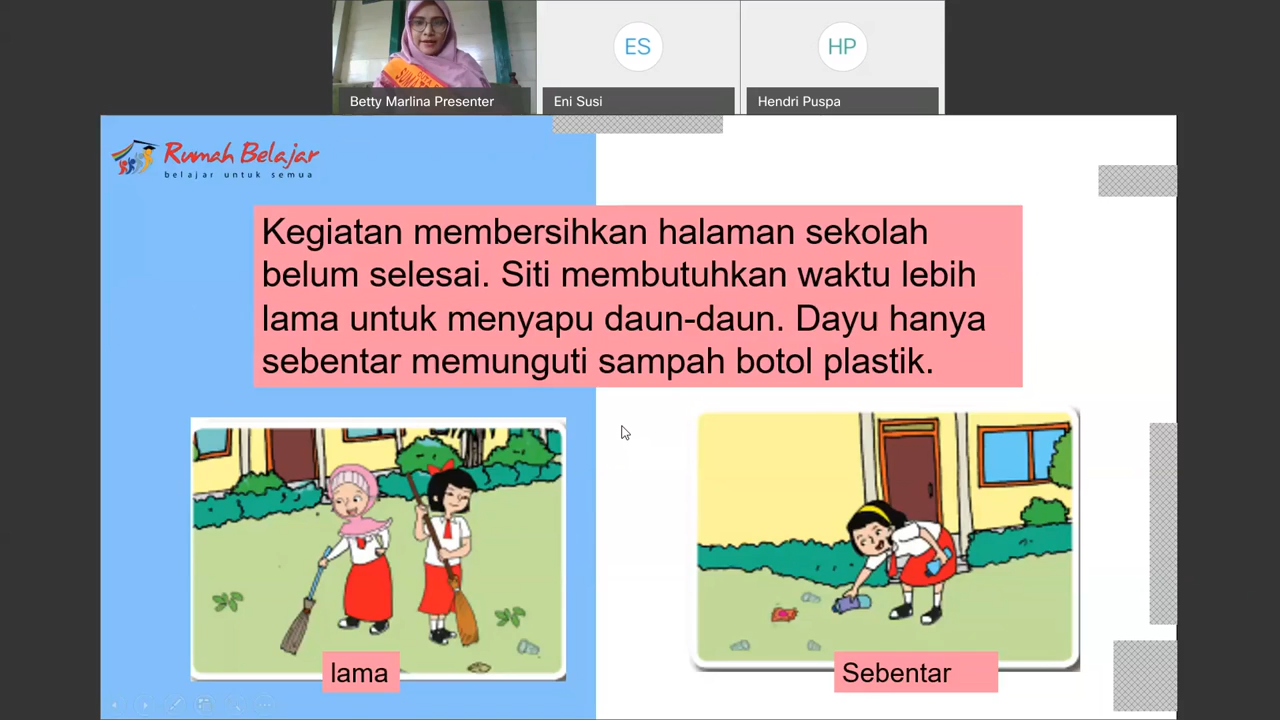 Betty Marlina Presenter
ES
Eni Susi
HP
Hendri Puspa
Rumah Belajar
belajar untuk semua
Kegiatan membersihkan halaman sekolah
belum selesai. Siti membutuhkan waktu lebih
lama untuk menyapu daun-daun. Dayu hanya
sebentar memunguti sampah botol plastik.
lama
Sebentar